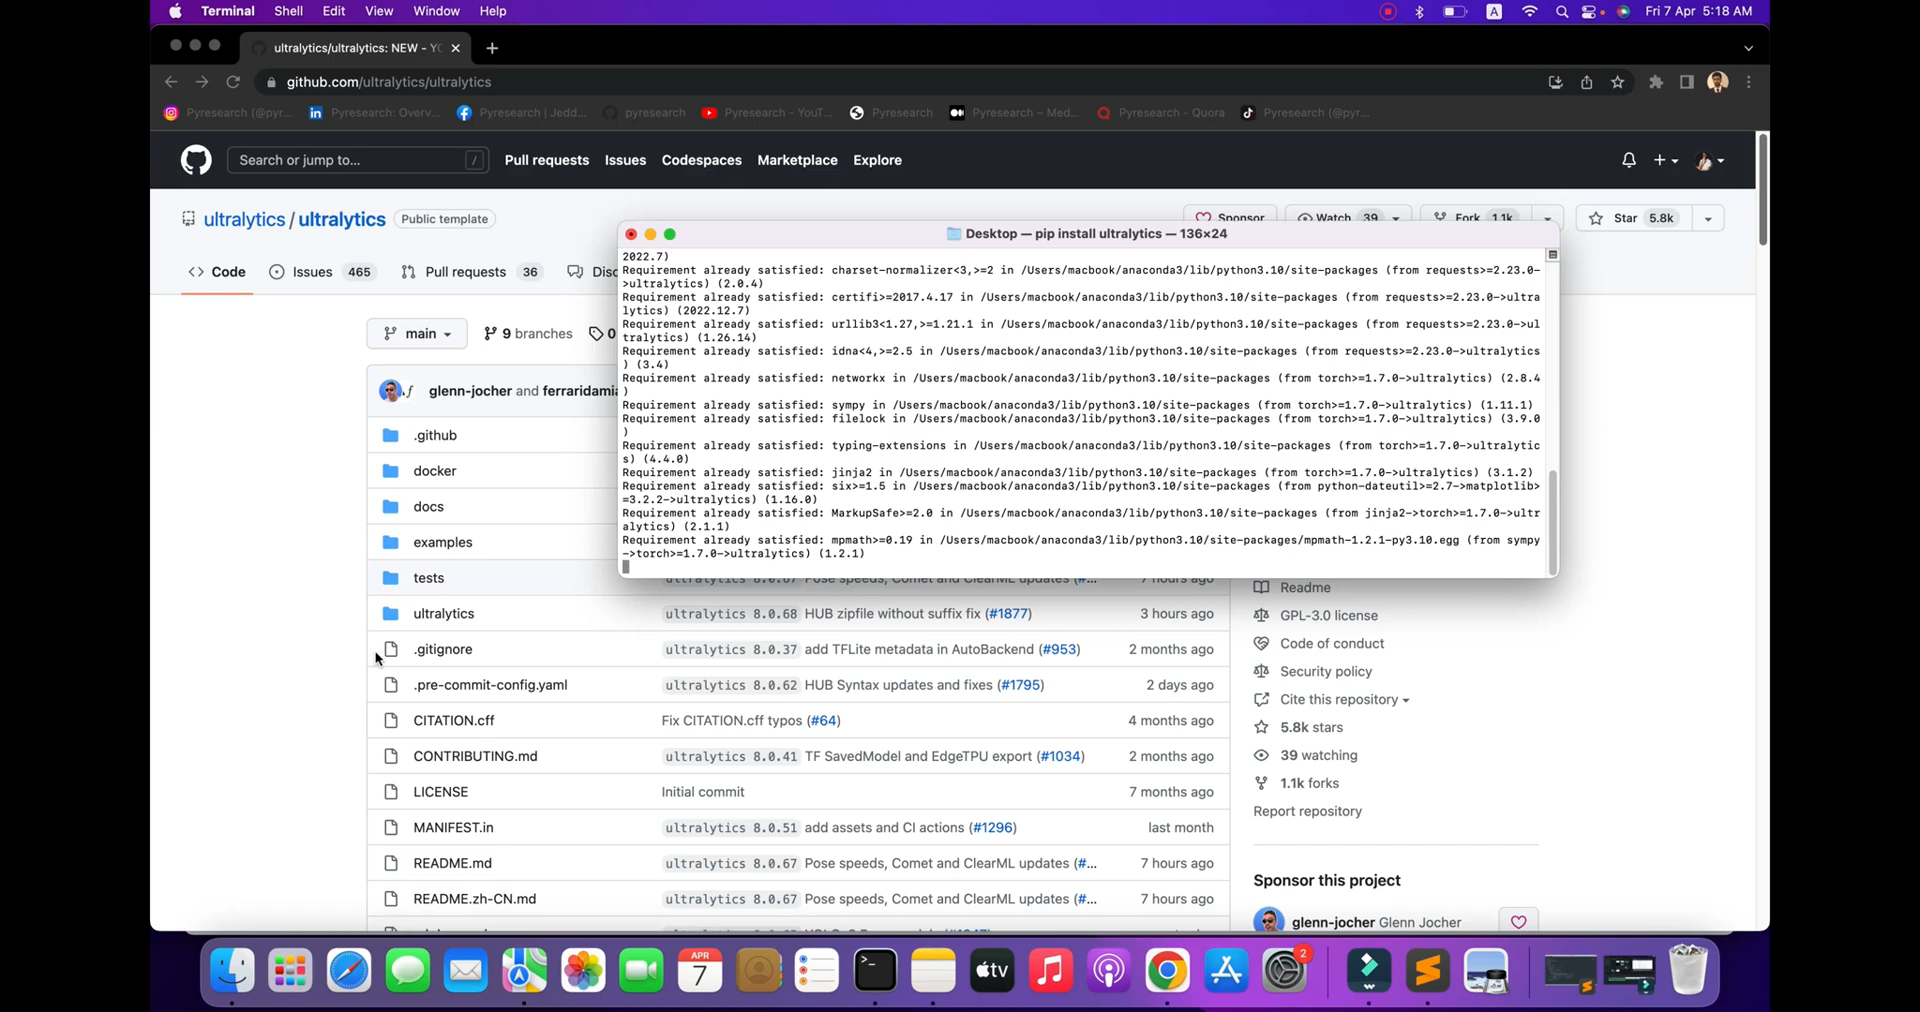 Terminal Shell Edit View Window Help
A Fri 7 Apr 5:18 AM
ultralytics/ultralytics: NEW - YO
github.com/ultralytics/ultralytics
Pyresearch (@pyr... Pyresearch: Overv... Pyresearch | Jedd... pyresearch Pyresearch - YouT... Pyresearch Pyresearch – Med... Pyresearch - Quora Pyresearch (@pyr...
Search or jump to... / Pull requests Issues Codespaces Marketplace Explore
ultralytics / ultralytics Public template
Sponsor Watch 39 Fork 1.1k Star 5.8k
Code Issues 465 Pull requests 36 Disc
main 9 branches 0
glenn-jocher and ferraridamia
Desktop — pip install ultralytics — 136×24
2022.7)
Requirement already satisfied: charset-normalizer<3,>=2 in /Users/macbook/anaconda3/lib/python3.10/site-packages (from requests>=2.23.0-
>ultralytics) (2.0.4)
Requirement already satisfied: certifi>=2017.4.17 in /Users/macbook/anaconda3/lib/python3.10/site-packages (from requests>=2.23.0->ultra
lytics) (2022.12.7)
Requirement already satisfied: urllib3<1.27,>=1.21.1 in /Users/macbook/anaconda3/lib/python3.10/site-packages (from requests>=2.23.0->ul
tralytics) (1.26.14)
Requirement already satisfied: idna<4,>=2.5 in /Users/macbook/anaconda3/lib/python3.10/site-packages (from requests>=2.23.0->ultralytics
) (3.4)
Requirement already satisfied: networkx in /Users/macbook/anaconda3/lib/python3.10/site-packages (from torch>=1.7.0->ultralytics) (2.8.4
)
Requirement already satisfied: sympy in /Users/macbook/anaconda3/lib/python3.10/site-packages (from torch>=1.7.0->ultralytics) (1.11.1)
Requirement already satisfied: filelock in /Users/macbook/anaconda3/lib/python3.10/site-packages (from torch>=1.7.0->ultralytics) (3.9.0
)
Requirement already satisfied: typing-extensions in /Users/macbook/anaconda3/lib/python3.10/site-packages (from torch>=1.7.0->ultralytic
s) (4.4.0)
Requirement already satisfied: jinja2 in /Users/macbook/anaconda3/lib/python3.10/site-packages (from torch>=1.7.0->ultralytics) (3.1.2)
Requirement already satisfied: six>=1.5 in /Users/macbook/anaconda3/lib/python3.10/site-packages (from python-dateutil>=2.7->matplotlib>
=3.2.2->ultralytics) (1.16.0)
Requirement already satisfied: MarkupSafe>=2.0 in /Users/macbook/anaconda3/lib/python3.10/site-packages (from jinja2->torch>=1.7.0->ultr
alytics) (2.1.1)
Requirement already satisfied: mpmath>=0.19 in /Users/macbook/anaconda3/lib/python3.10/site-packages/mpmath-1.2.1-py3.10.egg (from sympy
->torch>=1.7.0->ultralytics) (1.2.1)
.github
docker
docs
examples
tests ultralytics 8.0.67 Pose speeds, Comet and ClearML updates (#... 7 hours ago
ultralytics ultralytics 8.0.68 HUB zipfile without suffix fix (#1877) 3 hours ago
.gitignore ultralytics 8.0.37 add TFLite metadata in AutoBackend (#953) 2 months ago
.pre-commit-config.yaml ultralytics 8.0.62 HUB Syntax updates and fixes (#1795) 2 days ago
CITATION.cff Fix CITATION.cff typos (#64) 4 months ago
CONTRIBUTING.md ultralytics 8.0.41 TF SavedModel and EdgeTPU export (#1034) 2 months ago
LICENSE Initial commit 7 months ago
MANIFEST.in ultralytics 8.0.51 add assets and CI actions (#1296) last month
README.md ultralytics 8.0.67 Pose speeds, Comet and ClearML updates (#... 7 hours ago
README.zh-CN.md ultralytics 8.0.67 Pose speeds, Comet and ClearML updates (#... 7 hours ago
Readme
GPL-3.0 license
Code of conduct
Security policy
Cite this repository
5.8k stars
39 watching
1.1k forks
Report repository
Sponsor this project
glenn-jocher Glenn Jocher
APR
7
tv
2